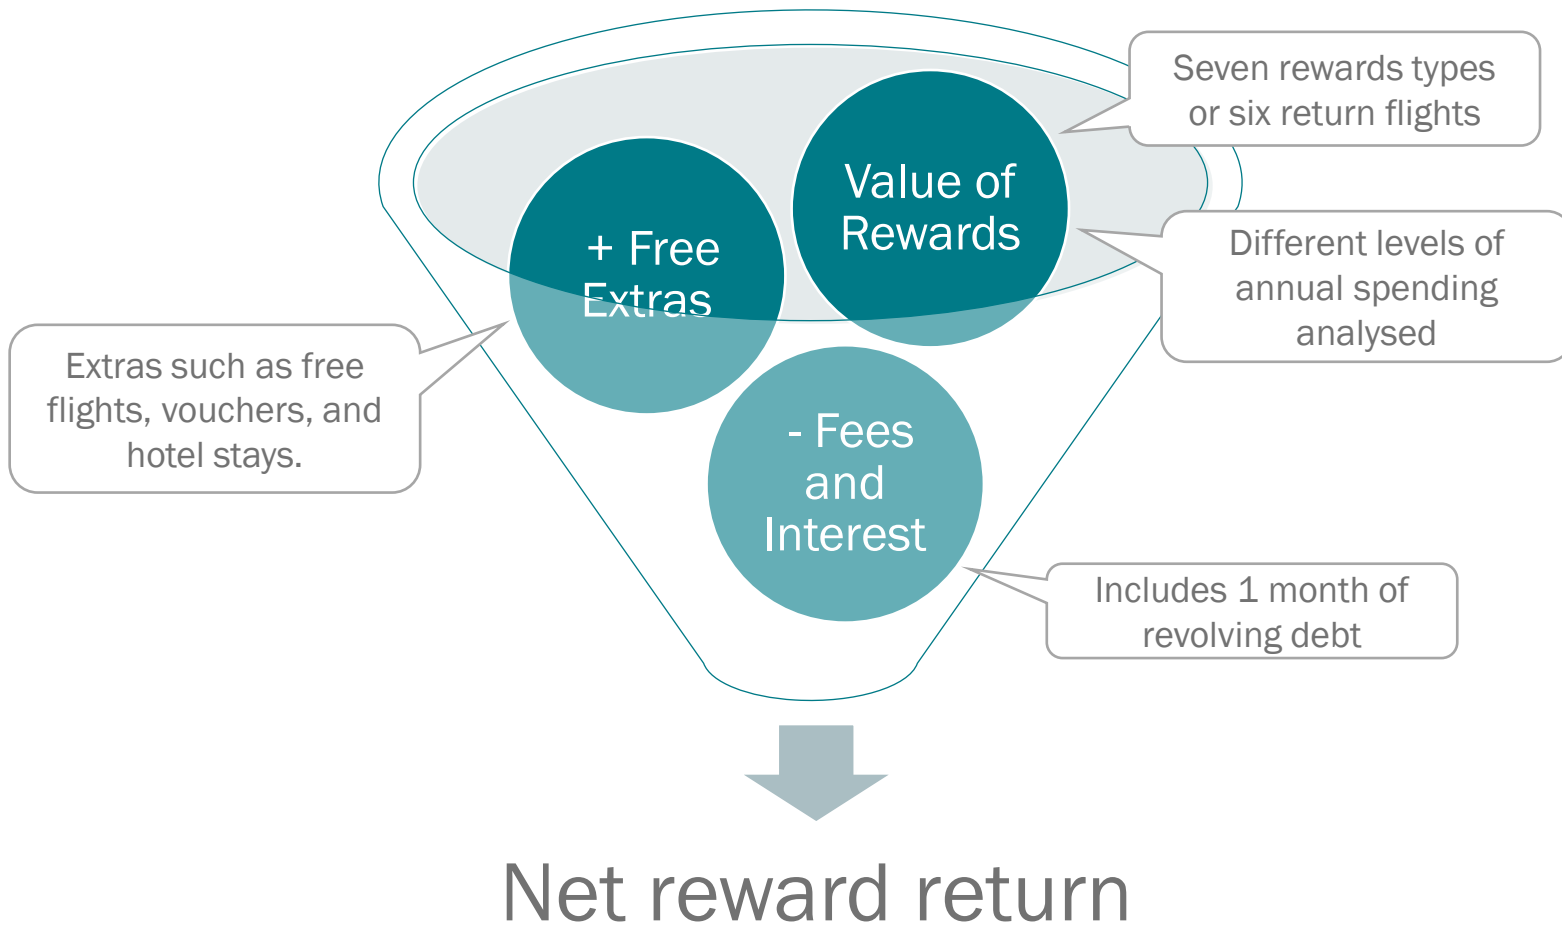 Seven rewards types
or six return flights
Value of
Rewards
+ Free
Extras
Different levels of
annual spending
analysed
Extras such as free
flights, vouchers, and
hotel stays.
- Fees
and
Interest
Includes 1 month of
revolving debt
Net reward return